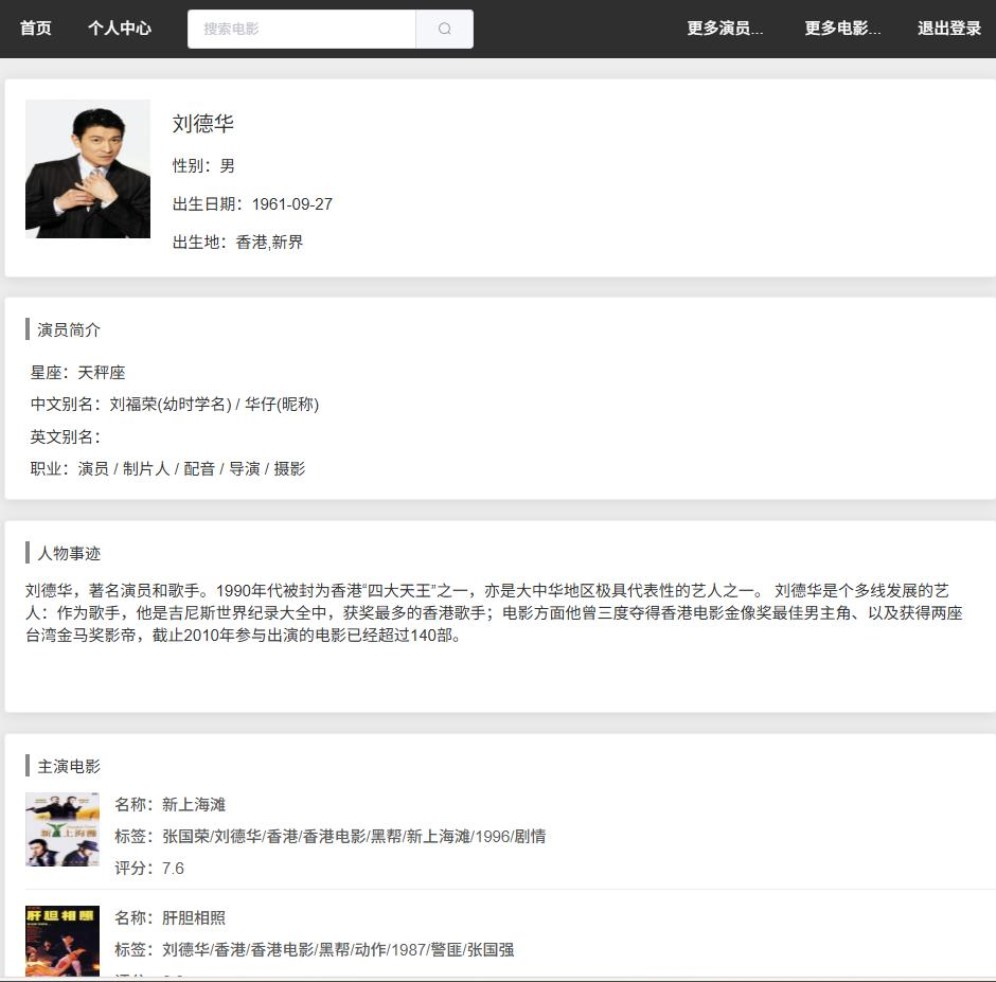 首页 个人中心 搜索电影 更多演员... 更多电影... 退出登录
刘德华
性别：男
出生日期：1961-09-27
出生地：香港,新界
演员简介
星座：天秤座
中文别名：刘福荣(幼时学名) / 华仔(昵称)
英文别名：
职业：演员 / 制片人 / 配音 / 导演 / 摄影
人物事迹
刘德华，著名演员和歌手。1990年代被封为香港“四大天王”之一，亦是大中华地区极具代表性的艺人之一。 刘德华是个多线发展的艺
人：作为歌手，他是吉尼斯世界纪录大全中，获奖最多的香港歌手；电影方面他曾三度夺得香港电影金像奖最佳男主角、以及获得两座
台湾金马奖影帝，截止2010年参与出演的电影已经超过140部。
主演电影
名称：新上海滩
标签：张国荣/刘德华/香港/香港电影/黑帮/新上海滩/1996/剧情
评分：7.6
肝胆相照
名称：肝胆相照
标签：刘德华/香港/香港电影/黑帮/动作/1987/警匪/张国强